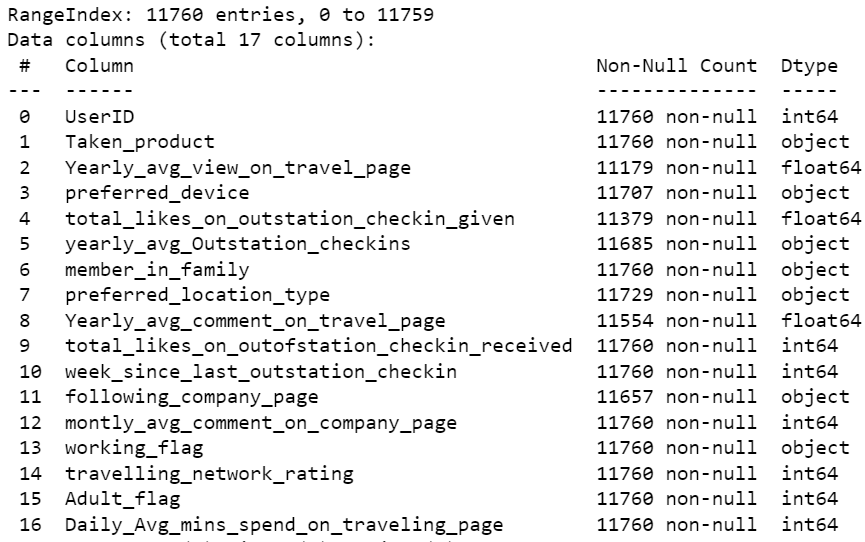 RangeIndex: 11760 entries, 0 to 11759
Data columns (total 17 columns):
 #   Column                                    Non-Null Count  Dtype
---  ------                                    --------------  -----
 0   UserID                                    11760 non-null  int64
 1   Taken_product                             11760 non-null  object
 2   Yearly_avg_view_on_travel_page            11179 non-null  float64
 3   preferred_device                          11707 non-null  object
 4   total_likes_on_outstation_checkin_given   11379 non-null  float64
 5   yearly_avg_Outstation_checkins            11685 non-null  object
 6   member_in_family                          11760 non-null  object
 7   preferred_location_type                   11729 non-null  object
 8   Yearly_avg_comment_on_travel_page         11554 non-null  float64
 9   total_likes_on_outofstation_checkin_received  11760 non-null  int64
 10  week_since_last_outstation_checkin        11760 non-null  int64
 11  following_company_page                    11657 non-null  object
 12  montly_avg_comment_on_company_page        11760 non-null  int64
 13  working_flag                              11760 non-null  object
 14  travelling_network_rating                 11760 non-null  int64
 15  Adult_flag                                11760 non-null  int64
 16  Daily_Avg_mins_spend_on_traveling_page    11760 non-null  int64